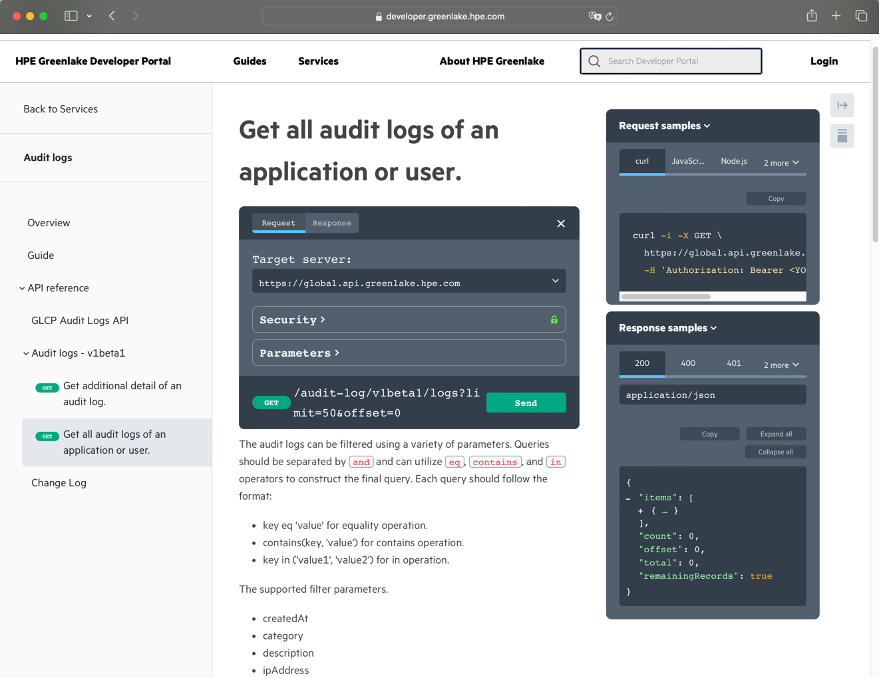 developer.greenlake.hpe.com
HPE Greenlake Developer Portal
Guides
Services
About HPE Greenlake
Search Developer Portal
Login
Back to Services
Audit logs
Overview
Guide
API reference
GLCP Audit Logs API
Audit logs - v1beta1
GET Get additional detail of an
audit log.
GET Get all audit logs of an
application or user.
Change Log
Get all audit logs of an
application or user.
Request Response
Target server:
https://global.api.greenlake.hpe.com
Security
Parameters
GET /audit-log/v1beta1/logs?li
mit=50&offset=0
Send
The audit logs can be filtered using a variety of parameters. Queries
should be separated by and and can utilize eq, contains, and in
operators to construct the final query. Each query should follow the
format:
• key eq 'value' for equality operation.
• contains(key, 'value') for contains operation.
• key in ('value1', 'value2') for in operation.
The supported filter parameters.
• createdAt
• category
• description
• ipAddress
Request samples
curl JavaScr... Node.js 2 more
Copy
curl -i -X GET \
https://global.api.greenlake.
-H 'Authorization: Bearer <YO
Response samples
200 400 401 2 more
application/json
Copy Expand all
Collapse all
{
- "items": [
+ { … }
],
"count": 0,
"offset": 0,
"total": 0,
"remainingRecords": true
}